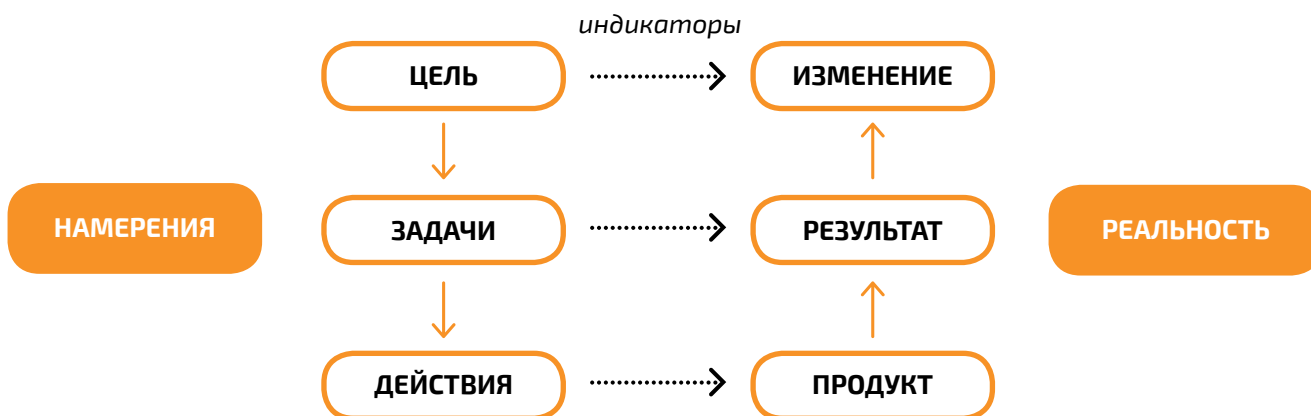 индикаторы
ЦЕЛЬ
ИЗМЕНЕНИЕ
НАМЕРЕНИЯ
ЗАДАЧИ
РЕЗУЛЬТАТ
РЕАЛЬНОСТЬ
ДЕЙСТВИЯ
ПРОДУКТ